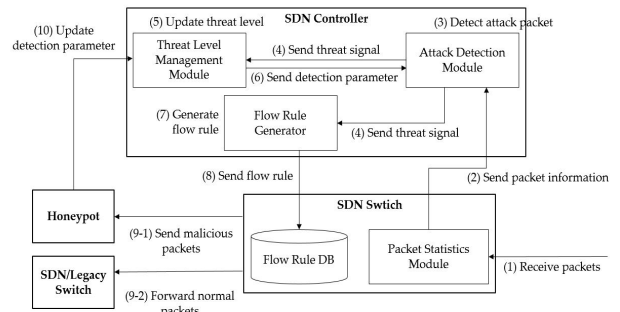 SDN Controller
(5) Update threat level
(3) Detect attack packet
(10) Update
detection parameter
Threat Level
Management
Module
(4) Send threat signal
(6) Send detection parameter
Attack Detection
Module
(7) Generate
flow rule
Flow Rule
Generator
(4) Send threat signal
(8) Send flow rule
(2) Send packet information
Honeypot
SDN Swtich
(9-1) Send malicious
packets
Flow Rule DB
Packet Statistics
Module
(1) Receive packets
SDN/Legacy
Switch
(9-2) Forward normal
packets